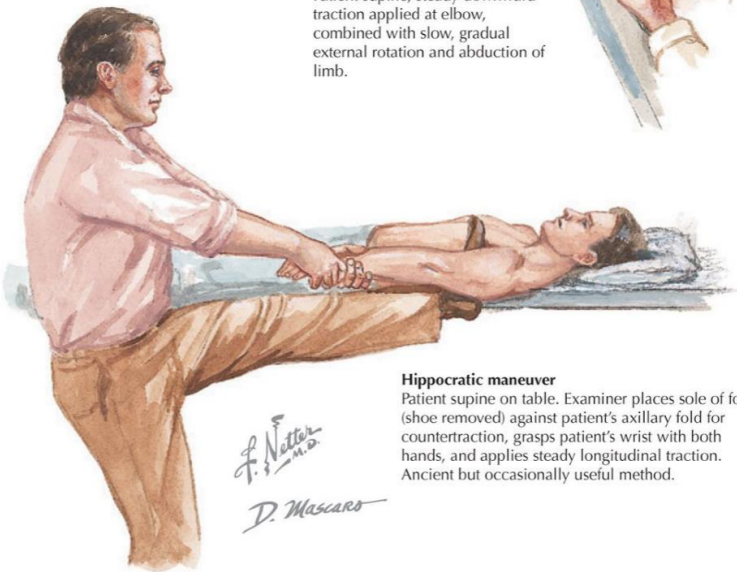 traction applied at elbow,
combined with slow, gradual
external rotation and abduction of
limb.
Hippocratic maneuver
Patient supine on table. Examiner places sole of
(shoe removed) against patient’s axillary fold for
countertraction, grasps patient’s wrist with both
hands, and applies steady longitudinal traction.
Ancient but occasionally useful method.
F. Netter
M.D.
D. Mascaro